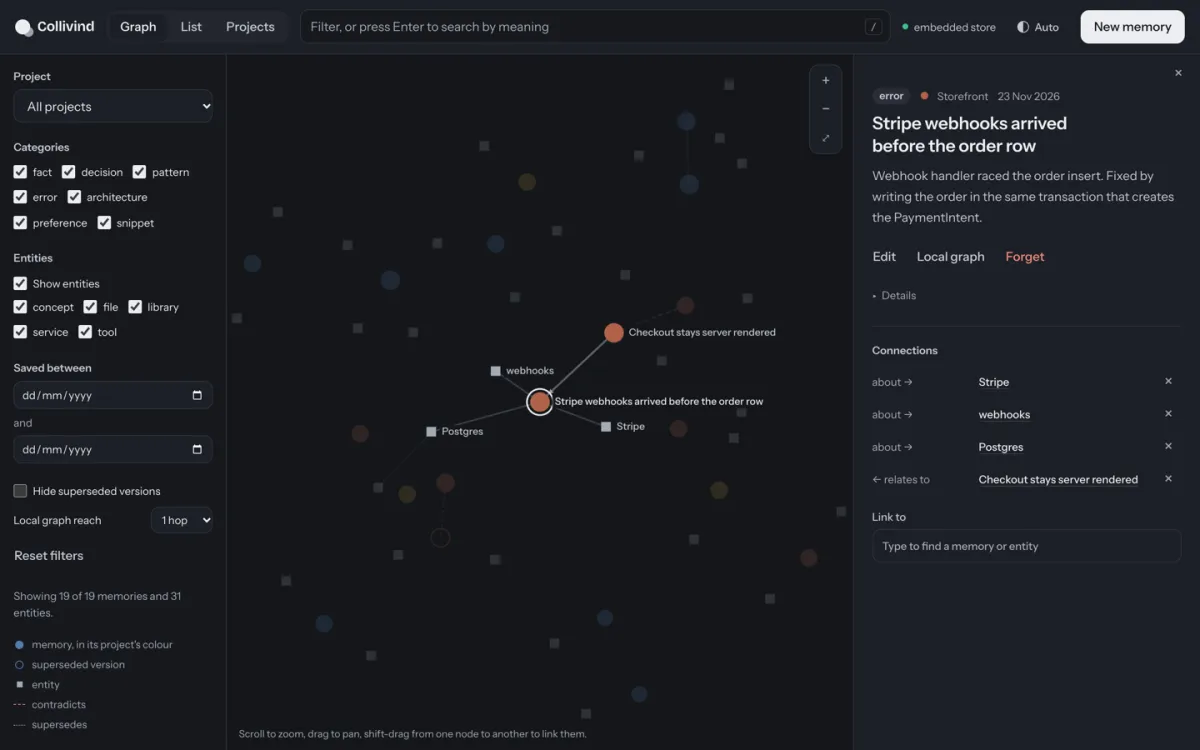 Collivind
Graph
List
Projects
Filter, or press Enter to search by meaning
/
embedded store
Auto
New memory
Project
All projects
Categories
fact
decision
pattern
error
architecture
preference
snippet
Entities
Show entities
concept
file
library
service
tool
Saved between
dd/mm/yyyy
and
dd/mm/yyyy
Hide superseded versions
Local graph reach
1 hop
Reset filters
Showing 19 of 19 memories and 31
entities.
memory, in its project's colour
superseded version
entity
contradicts
supersedes
Checkout stays server rendered
webhooks
Stripe webhooks arrived before the order row
Stripe
Postgres
Scroll to zoom, drag to pan, shift-drag from one node to another to link them.
error
Storefront
23 Nov 2026
Stripe webhooks arrived
before the order row
Webhook handler raced the order insert. Fixed by
writing the order in the same transaction that creates
the PaymentIntent.
Edit
Local graph
Forget
Details
Connections
about →
Stripe
about →
webhooks
about →
Postgres
← relates to
Checkout stays server rendered
Link to
Type to find a memory or entity